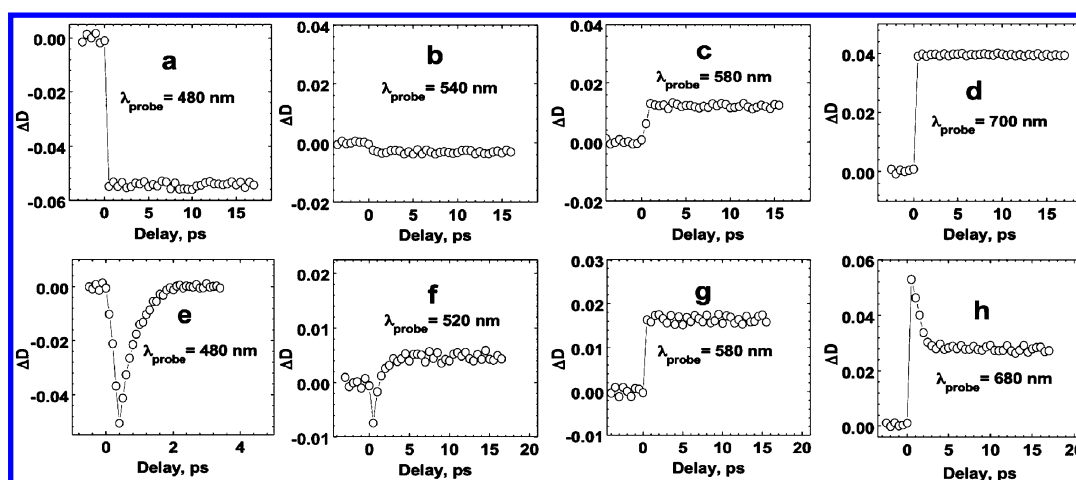 a
λprobe= 480 nm
ΔD
0.00
-0.02
-0.04
-0.06
0 5 10 15
Delay, ps
b
λprobe= 540 nm
ΔD
0.04
0.02
0.00
-0.02
0 5 10 15
Delay, ps
c
λprobe= 580 nm
ΔD
0.04
0.02
0.00
-0.02
0 5 10 15
Delay, ps
d
λprobe= 700 nm
ΔD
0.04
0.02
0.00
0 5 10 15
Delay, ps
e
λprobe= 480 nm
ΔD
0.00
-0.02
-0.04
0 2 4
Delay, ps
f
λprobe= 520 nm
ΔD
0.02
0.01
0.00
-0.01
0 5 10 15 20
Delay, ps
g
λprobe= 580 nm
ΔD
0.03
0.02
0.01
0.00
-0.01
0 5 10 15 20
Delay, ps
h
λprobe= 680 nm
ΔD
0.06
0.04
0.02
0.00
0 5 10 15 20
Delay, ps